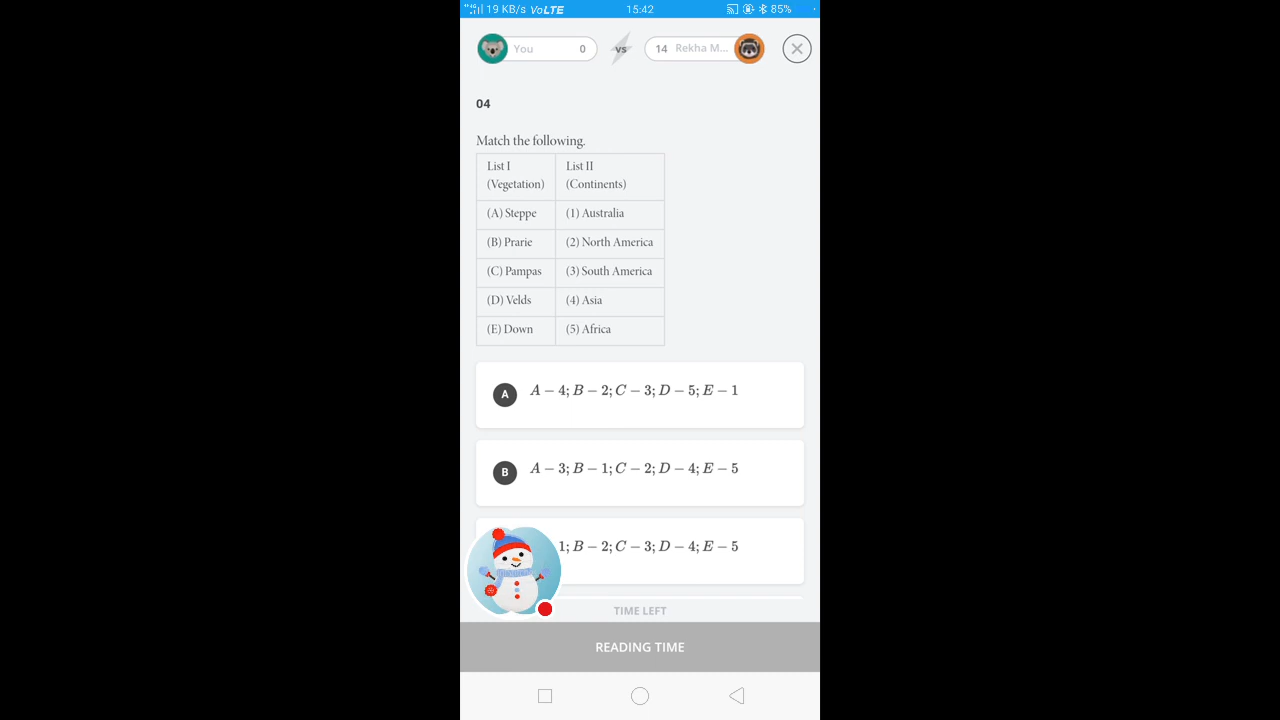 19 KB/s VoLTE 15:42 85%
You 0 vs 14 Rekha M...
04
Match the following.
List I List II
(Vegetation) (Continents)
(A) Steppe (1) Australia
(B) Prarie (2) North America
(C) Pampas (3) South America
(D) Velds (4) Asia
(E) Down (5) Africa
A A – 4; B – 2; C – 3; D – 5; E – 1
B A – 3; B – 1; C – 2; D – 4; E – 5
1; B – 2; C – 3; D – 4; E – 5
TIME LEFT
READING TIME